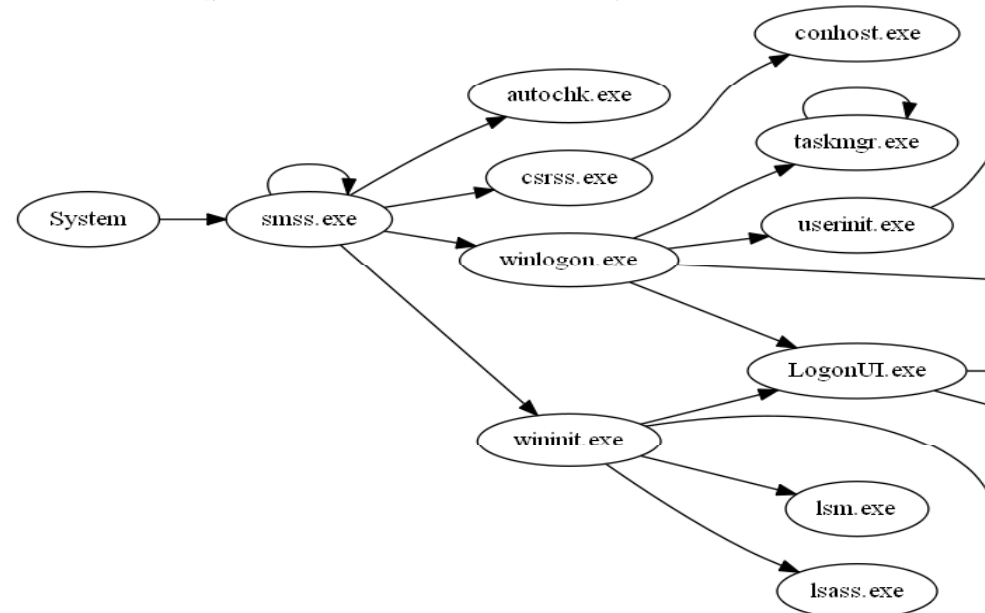 conhost.exe
autochk.exe
taskmgr.exe
csrss.exe
System
smss.exe
userinit.exe
winlogon.exe
LogonUI.exe
wininit.exe
lsm.exe
lsass.exe